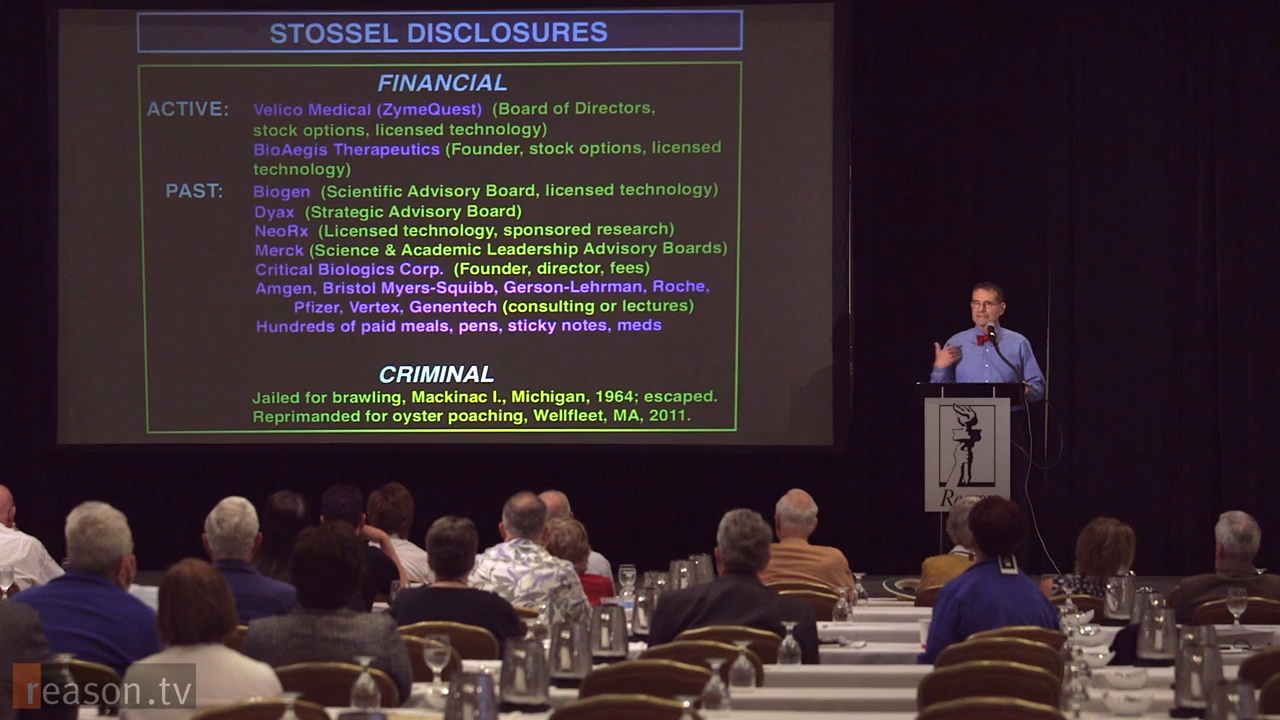 STOSSEL DISCLOSURES
FINANCIAL
ACTIVE: Velico Medical (ZymeQuest) (Board of Directors,
stock options, licensed technology)
BioAegis Therapeutics (Founder, stock options, licensed
technology)
PAST: Biogen (Scientific Advisory Board, licensed technology)
Dyax (Strategic Advisory Board)
NeoRx (Licensed technology, sponsored research)
Merck (Science & Academic Leadership Advisory Boards)
Critical Biologics Corp. (Founder, director, fees)
Amgen, Bristol Myers-Squibb, Gerson-Lehrman, Roche,
Pfizer, Vertex, Genentech (consulting or lectures)
Hundreds of paid meals, pens, sticky notes, meds
CRIMINAL
Jailed for brawling, Mackinac I., Michigan, 1964; escaped.
Reprimanded for oyster poaching, Wellfleet, MA, 2011.
reason.tv